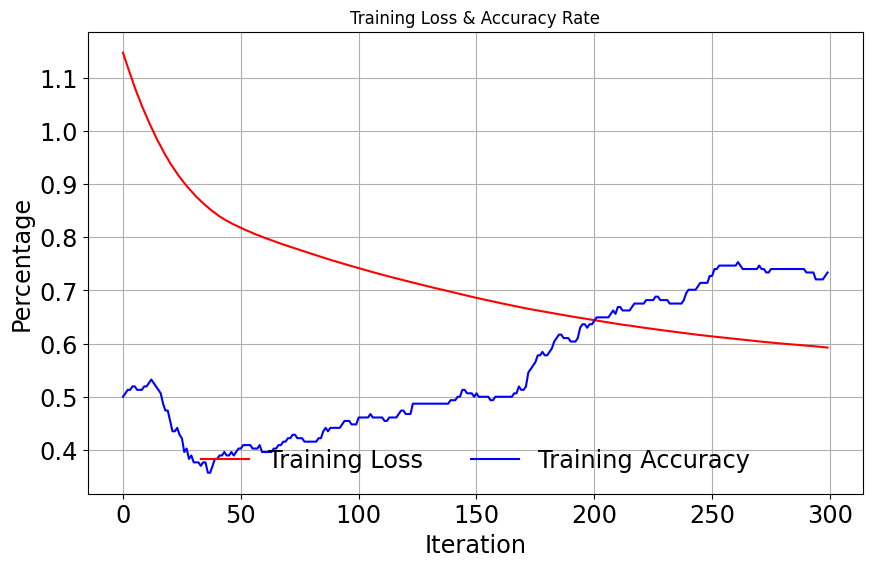 Training Loss & Accuracy Rate
1.1
1.0
0.9
0.8
0.7
0.6
0.5
0.4
Percentage
Training Loss Training Accuracy
0 50 100 150 200 250 300
Iteration